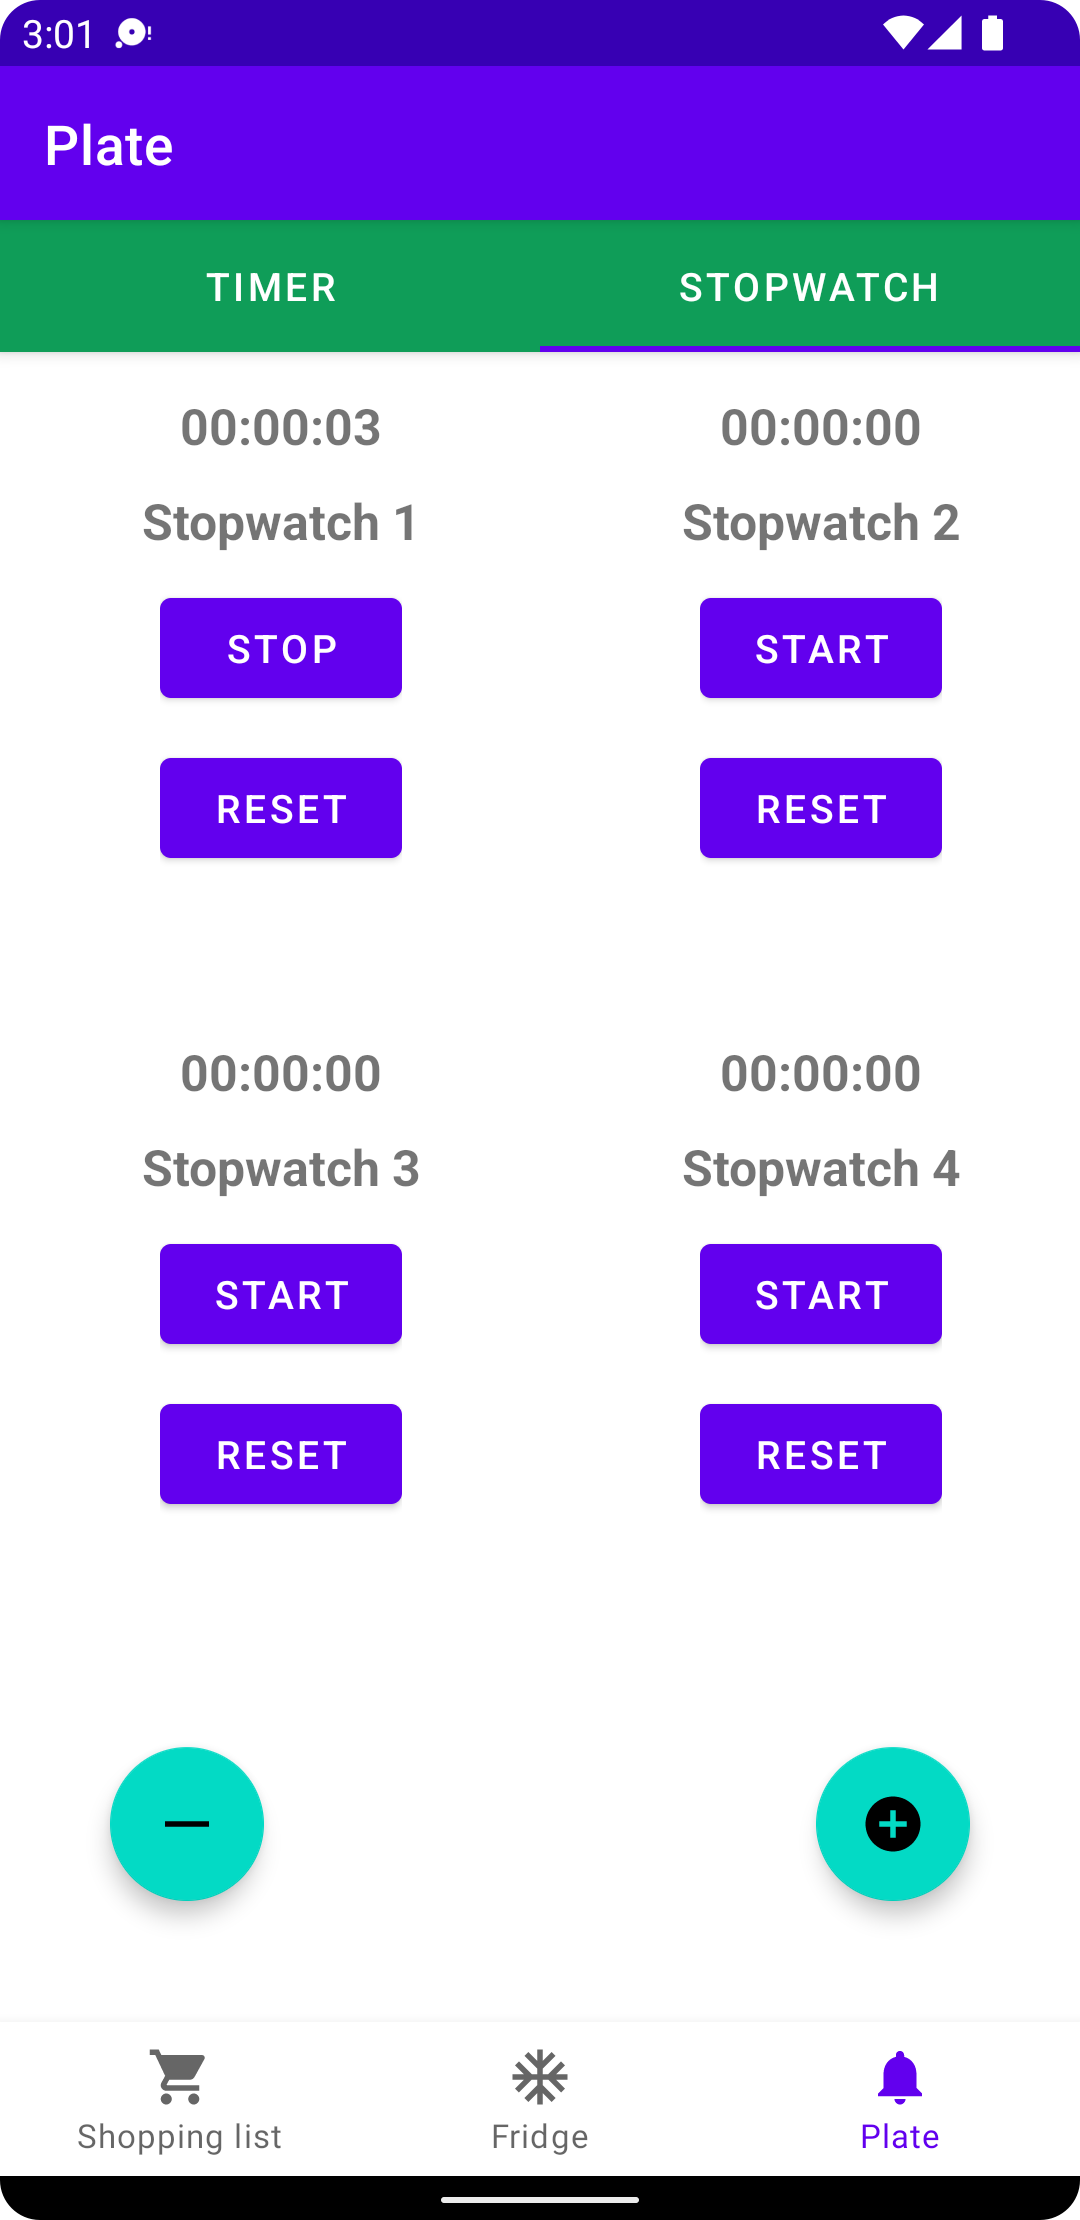 3:01
Plate
TIMER
STOPWATCH
00:00:03
00:00:00
Stopwatch 1
Stopwatch 2
STOP
START
RESET
RESET
00:00:00
00:00:00
Stopwatch 3
Stopwatch 4
START
START
RESET
RESET
Shopping list
Fridge
Plate